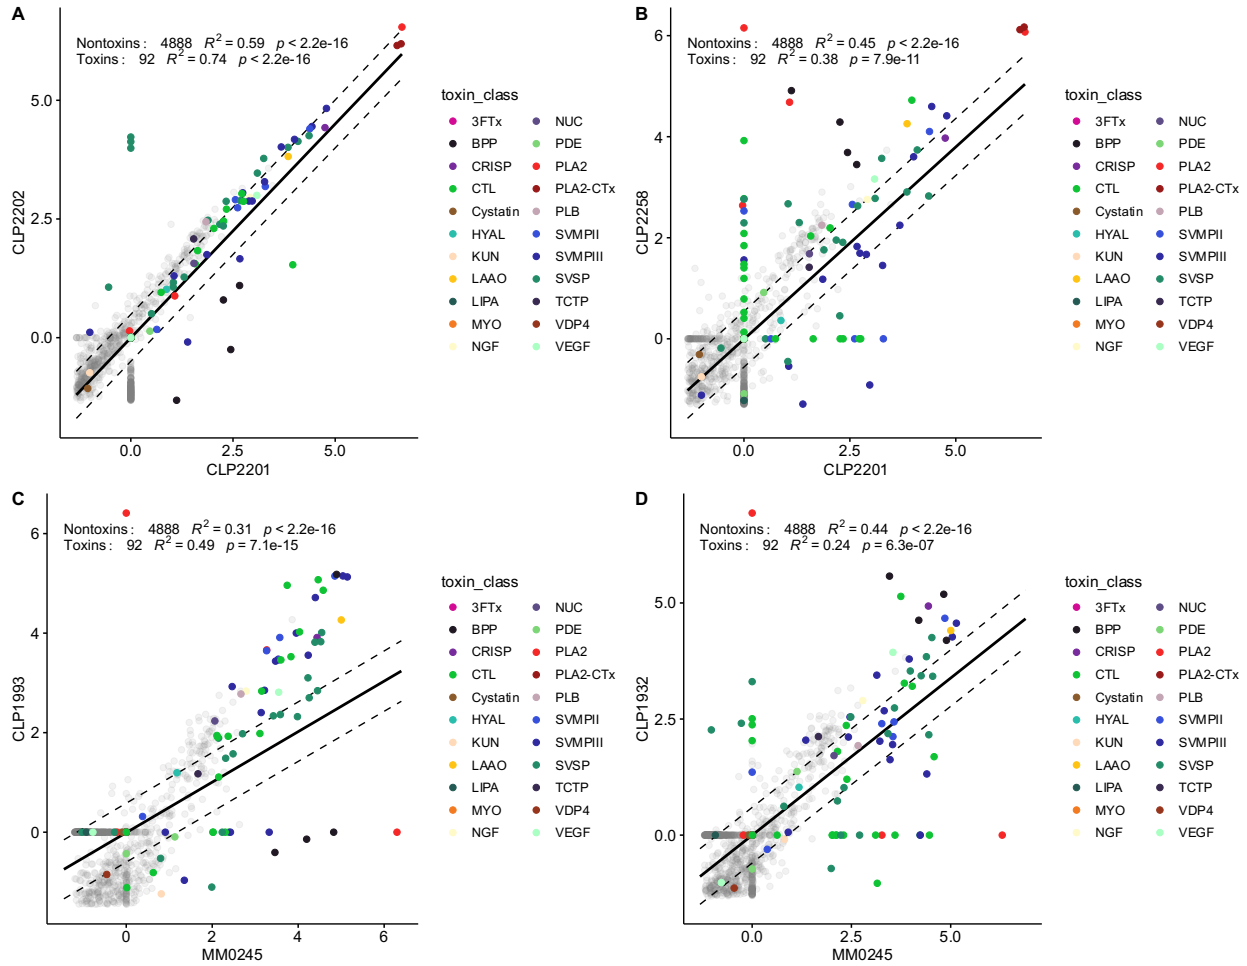 A
Nontoxins : 4888 R² = 0.59 p < 2.2e-16
Toxins : 92 R² = 0.74 p < 2.2e-16
5.0
2.5
0.0
CLP2202
0.0 2.5 5.0
CLP2201
toxin_class
3FTx NUC
BPP PDE
CRISP PLA2
CTL PLA2-CTx
Cystatin PLB
HYAL SVMPII
KUN SVMPIII
LAAO SVSP
LIPA TCTP
MYO VDP4
NGF VEGF
B
Nontoxins : 4888 R² = 0.45 p < 2.2e-16
Toxins : 92 R² = 0.38 p = 7.9e-11
6
4
2
0
CLP2258
0.0 2.5 5.0
CLP2201
toxin_class
3FTx NUC
BPP PDE
CRISP PLA2
CTL PLA2-CTx
Cystatin PLB
HYAL SVMPII
KUN SVMPIII
LAAO SVSP
LIPA TCTP
MYO VDP4
NGF VEGF
C
Nontoxins : 4888 R² = 0.31 p < 2.2e-16
Toxins : 92 R² = 0.49 p = 7.1e-15
6
4
2
0
CLP1993
0 2 4 6
MM0245
toxin_class
3FTx NUC
BPP PDE
CRISP PLA2
CTL PLA2-CTx
Cystatin PLB
HYAL SVMPII
KUN SVMPIII
LAAO SVSP
LIPA TCTP
MYO VDP4
NGF VEGF
D
Nontoxins : 4888 R² = 0.44 p < 2.2e-16
Toxins : 92 R² = 0.24 p = 6.3e-07
5.0
2.5
0.0
CLP1932
0.0 2.5 5.0
MM0245
toxin_class
3FTx NUC
BPP PDE
CRISP PLA2
CTL PLA2-CTx
Cystatin PLB
HYAL SVMPII
KUN SVMPIII
LAAO SVSP
LIPA TCTP
MYO VDP4
NGF VEGF